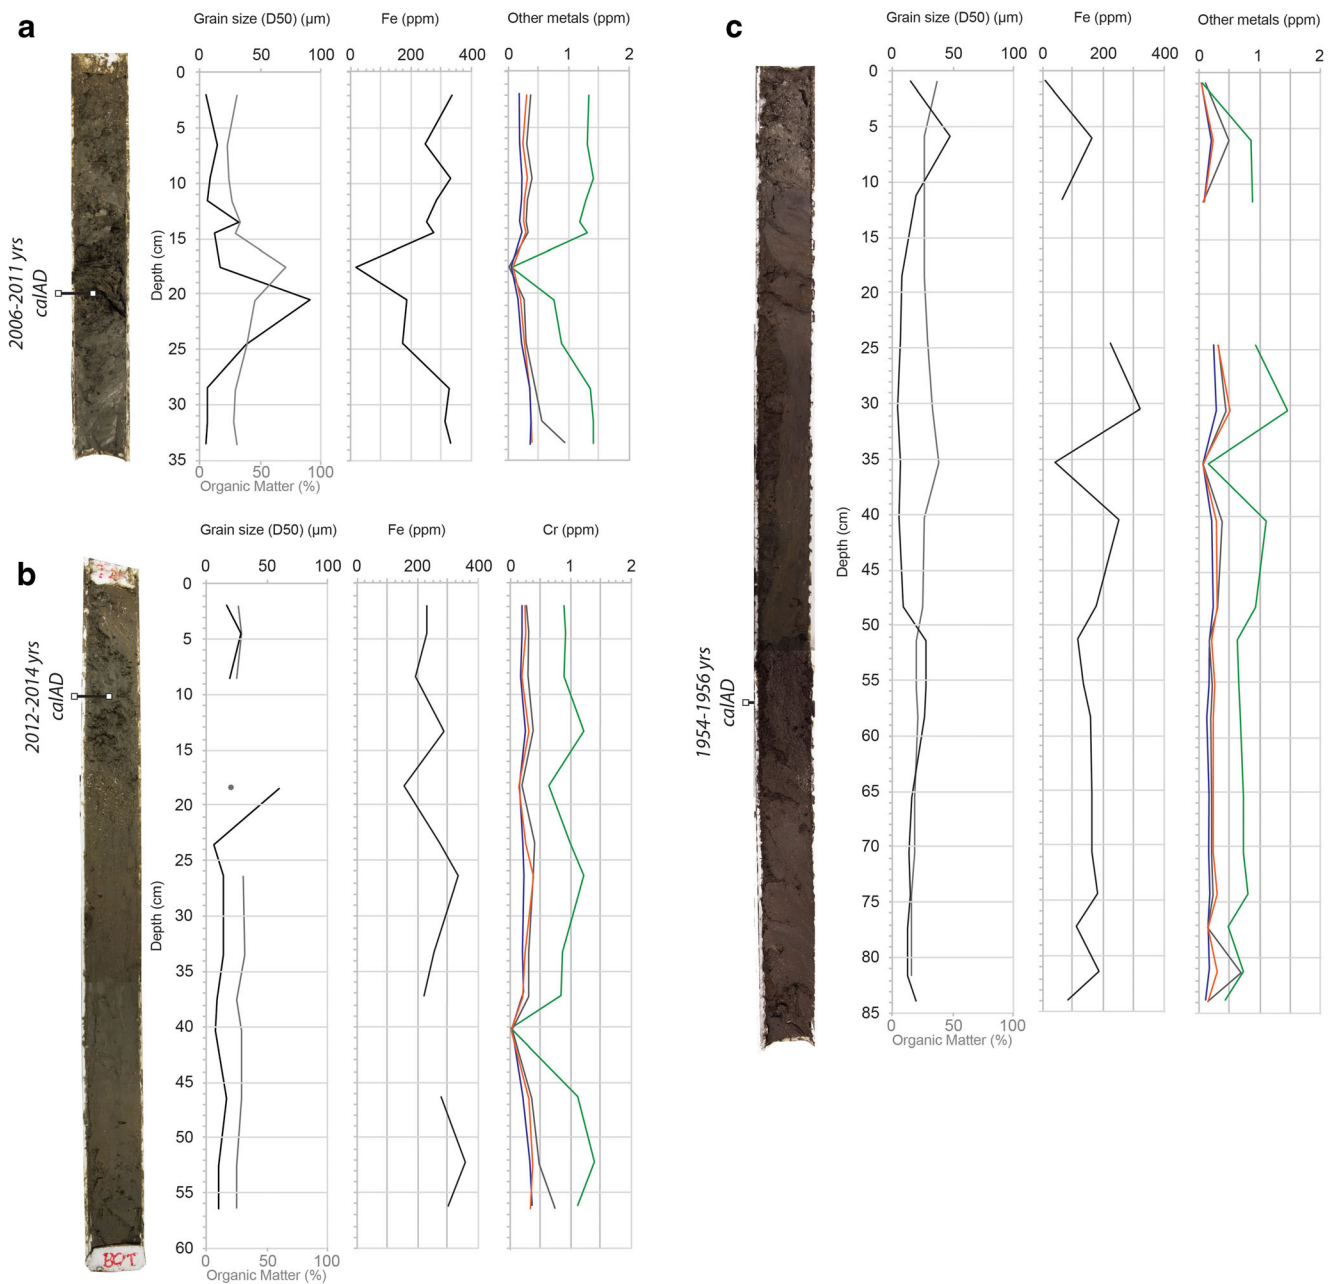 a
Grain size (D50) (μm)
Fe (ppm)
Other metals (ppm)
0 50 100
0 200 400
0 1 2
0
5
10
15
20
25
30
35
Depth (cm)
2006-2011 yrs
calAD
0 50 100
Organic Matter (%)
b
Grain size (D50) (μm)
Fe (ppm)
Cr (ppm)
0 50 100
0 200 400
0 1 2
0
5
10
15
20
25
30
35
40
45
50
55
60
Depth (cm)
2012-2014 yrs
calAD
BOT
0 50 100
Organic Matter (%)
c
Grain size (D50) (μm)
Fe (ppm)
Other metals (ppm)
0 50 100
0 200 400
0 1 2
0
5
10
15
20
25
30
35
40
45
50
55
60
65
70
75
80
85
Depth (cm)
1954-1956 yrs
calAD
0 50 100
Organic Matter (%)